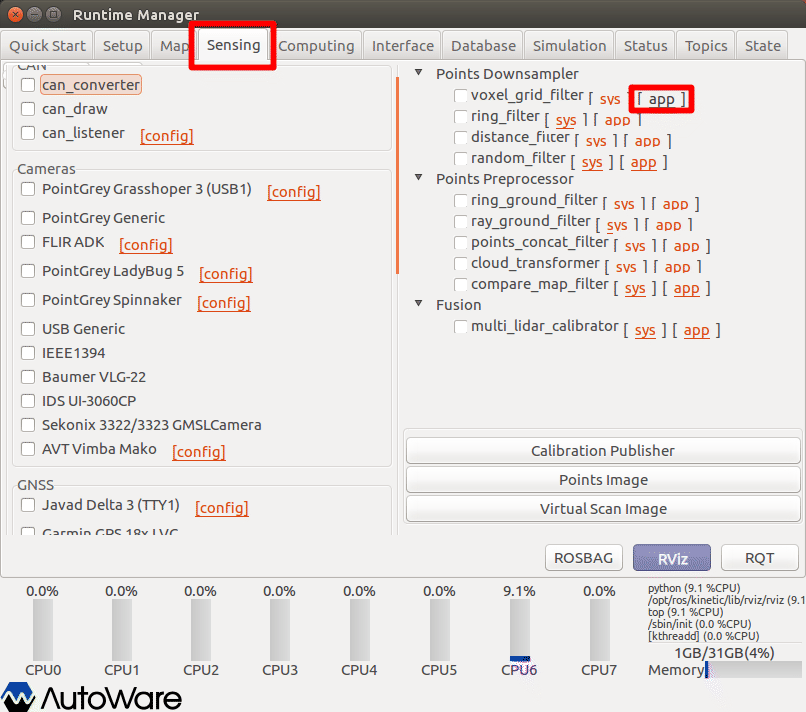 Runtime Manager
Quick Start Setup Map Sensing Computing Interface Database Simulation Status Topics State
CAN
can_converter
can_draw
can_listener [config]
Cameras
PointGrey Grasshoper 3 (USB1) [config]
PointGrey Generic
FLIR ADK [config]
PointGrey LadyBug 5 [config]
PointGrey Spinnaker [config]
USB Generic
IEEE1394
Baumer VLG-22
IDS UI-3060CP
Sekonix 3322/3323 GMSLCamera
AVT Vimba Mako [config]
GNSS
Javad Delta 3 (TTY1) [config]
Garmin GPS 18x LVC
Points Downsampler
voxel_grid_filter [ sys ] [ app ]
ring_filter [ sys ] [ app ]
distance_filter [ sys ] [ app ]
random_filter [ sys ] [ app ]
Points Preprocessor
ring_ground_filter [ sys ] [ app ]
ray_ground_filter [ sys ] [ app ]
points_concat_filter [ sys ] [ app ]
cloud_transformer [ sys ] [ app ]
compare_map_filter [ sys ] [ app ]
Fusion
multi_lidar_calibrator [ sys ] [ app ]
Calibration Publisher
Points Image
Virtual Scan Image
ROSBAG RViz RQT
0.0% 0.0% 0.0% 0.0% 0.0% 0.0% 9.1% 0.0%
CPU0 CPU1 CPU2 CPU3 CPU4 CPU5 CPU6 CPU7
python (9.1 %CPU)
/opt/ros/kinetic/lib/rviz/rviz (9.1
top (9.1 %CPU)
/sbin/init (0.0 %CPU)
[kthreadd] (0.0 %CPU)
1GB/31GB(4%)
Memory
AutoWare